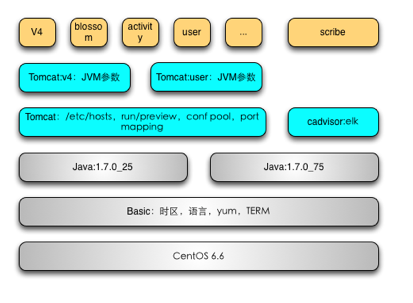 V4
blosso
m
activit
y
user
...
scribe
Tomcat:v4：JVM参数
Tomcat:user：JVM参数
Tomcat：/etc/hosts，run/preview，conf pool，port
mapping
cadvisor:elk
Java:1.7.0_25
Java:1.7.0_75
Basic：时区，语言，yum，TERM
CentOS 6.6